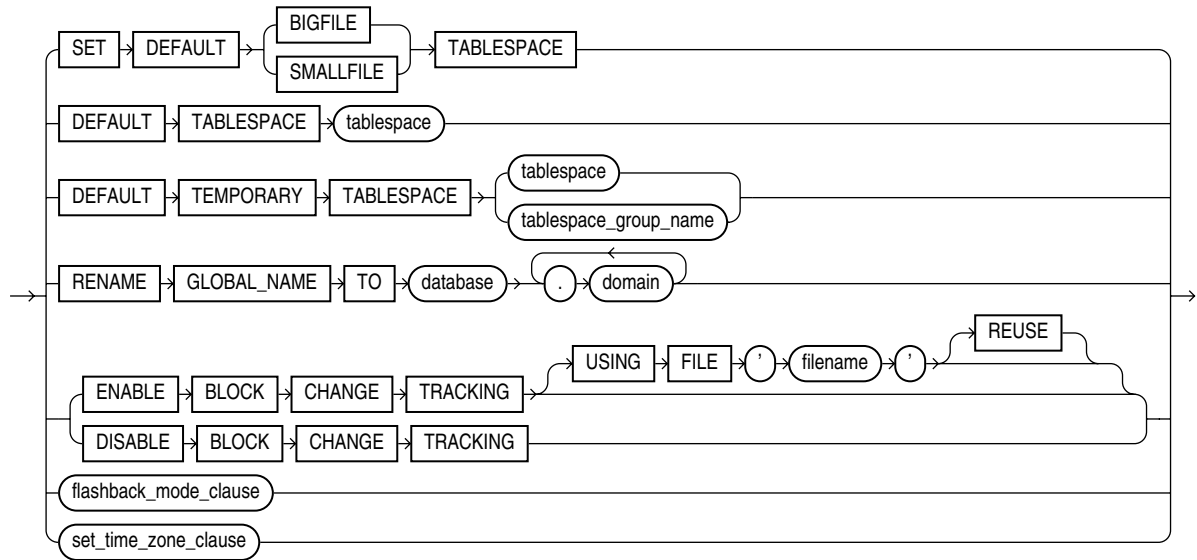 BIGFILE
SET DEFAULT TABLESPACE
SMALLFILE
DEFAULT TABLESPACE tablespace
tablespace
DEFAULT TEMPORARY TABLESPACE
tablespace_group_name
RENAME GLOBAL_NAME TO database . domain
REUSE
USING FILE ' filename '
ENABLE BLOCK CHANGE TRACKING
DISABLE BLOCK CHANGE TRACKING
flashback_mode_clause
set_time_zone_clause